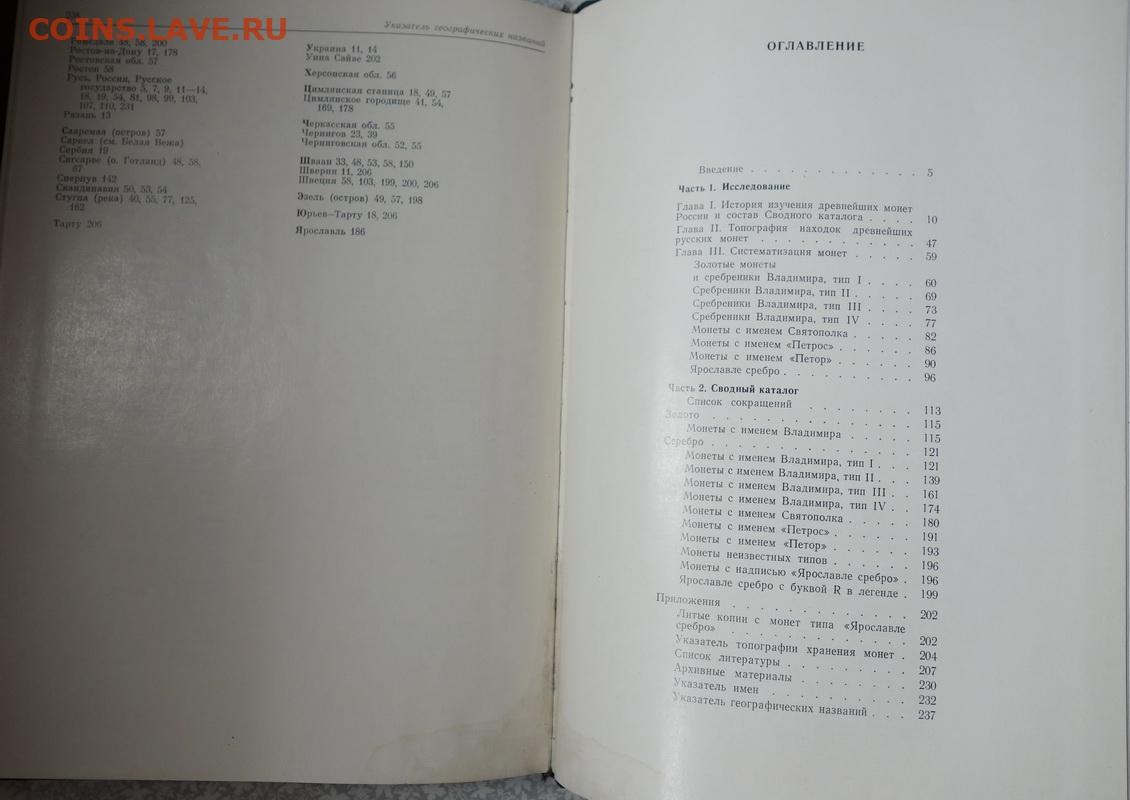 COINS.LAVE.RU
238
Указатель географических названий
Ромедале 48, 58, 200
Ростов-на-Дону 17, 178
Ростовская обл. 57
Ростов 58
Русь, Россия, Русское
государство 5, 7, 9, 11—14,
18, 19, 54, 81, 98, 99, 103,
107, 110, 231
Рязань 13
Сааремаа (остров) 57
Саркел (см. Белая Вежа)
Сербия 19
Сигсарве (о. Готланд) 48, 58,
67
Сиверпув 142
Скандинавия 50, 53, 54
Стугна (река) 40, 55, 77, 125,
162
Тарту 206
Украина 11, 14
Унна Сайве 202
Херсонская обл. 56
Цимлянская станица 18, 49, 57
Цимлянское городище 41, 54,
169, 178
Черкасская обл. 55
Чернигов 23, 39
Черниговская обл. 52, 55
Шваан 33, 48, 53, 58, 150
Шверин 11, 206
Швеция 58, 103, 199, 200, 206
Эзель (остров) 49, 57, 198
Юрьев—Тарту 18, 206
Ярославль 186
ОГЛАВЛЕНИЕ
Введение . . . . . . . . . . . . . 5
Часть 1. Исследование
Глава I. История изучения древнейших монет
России и состав Сводного каталога . . . . 10
Глава II. Топография находок древнейших
русских монет . . . . . . . . . . . . 47
Глава III. Систематизация монет . . . . . 59
Золотые монеты
и сребреники Владимира, тип I . . . . 60
Сребреники Владимира, тип II . . . . . 69
Сребреники Владимира, тип III . . . . 73
Сребреники Владимира, тип IV . . . . 77
Монеты с именем Святополка . . . . . 82
Монеты с именем «Петрос» . . . . . . 86
Монеты с именем «Петор» . . . . . . 90
Ярославле сребро . . . . . . . . . . 96
Часть 2. Сводный каталог
Список сокращений . . . . . . . . 113
Золото . . . . . . . . . . . . . . . 115
Монеты с именем Владимира . . . . . 115
Серебро . . . . . . . . . . . . . . . 121
Монеты с именем Владимира, тип I . . . 121
Монеты с именем Владимира, тип II . . . 139
Монеты с именем Владимира, тип III . . 161
Монеты с именем Владимира, тип IV . . 174
Монеты с именем Святополка . . . . . 180
Монеты с именем «Петрос» . . . . . . 191
Монеты с именем «Петор» . . . . . . 193
Монеты неизвестных типов . . . . . . 196
Монеты с надписью «Ярославле сребро» . 196
Ярославле сребро с буквой R в легенде . 199
Приложения . . . . . . . . . . . . . 202
Литые копии с монет типа «Ярославле
сребро» . . . . . . . . . . . . . 202
Указатель топографии хранения монет . 204
Список литературы . . . . . . . . . 207
Архивные материалы . . . . . . . . 230
Указатель имен . . . . . . . . . . 232
Указатель географических названий . . . 237